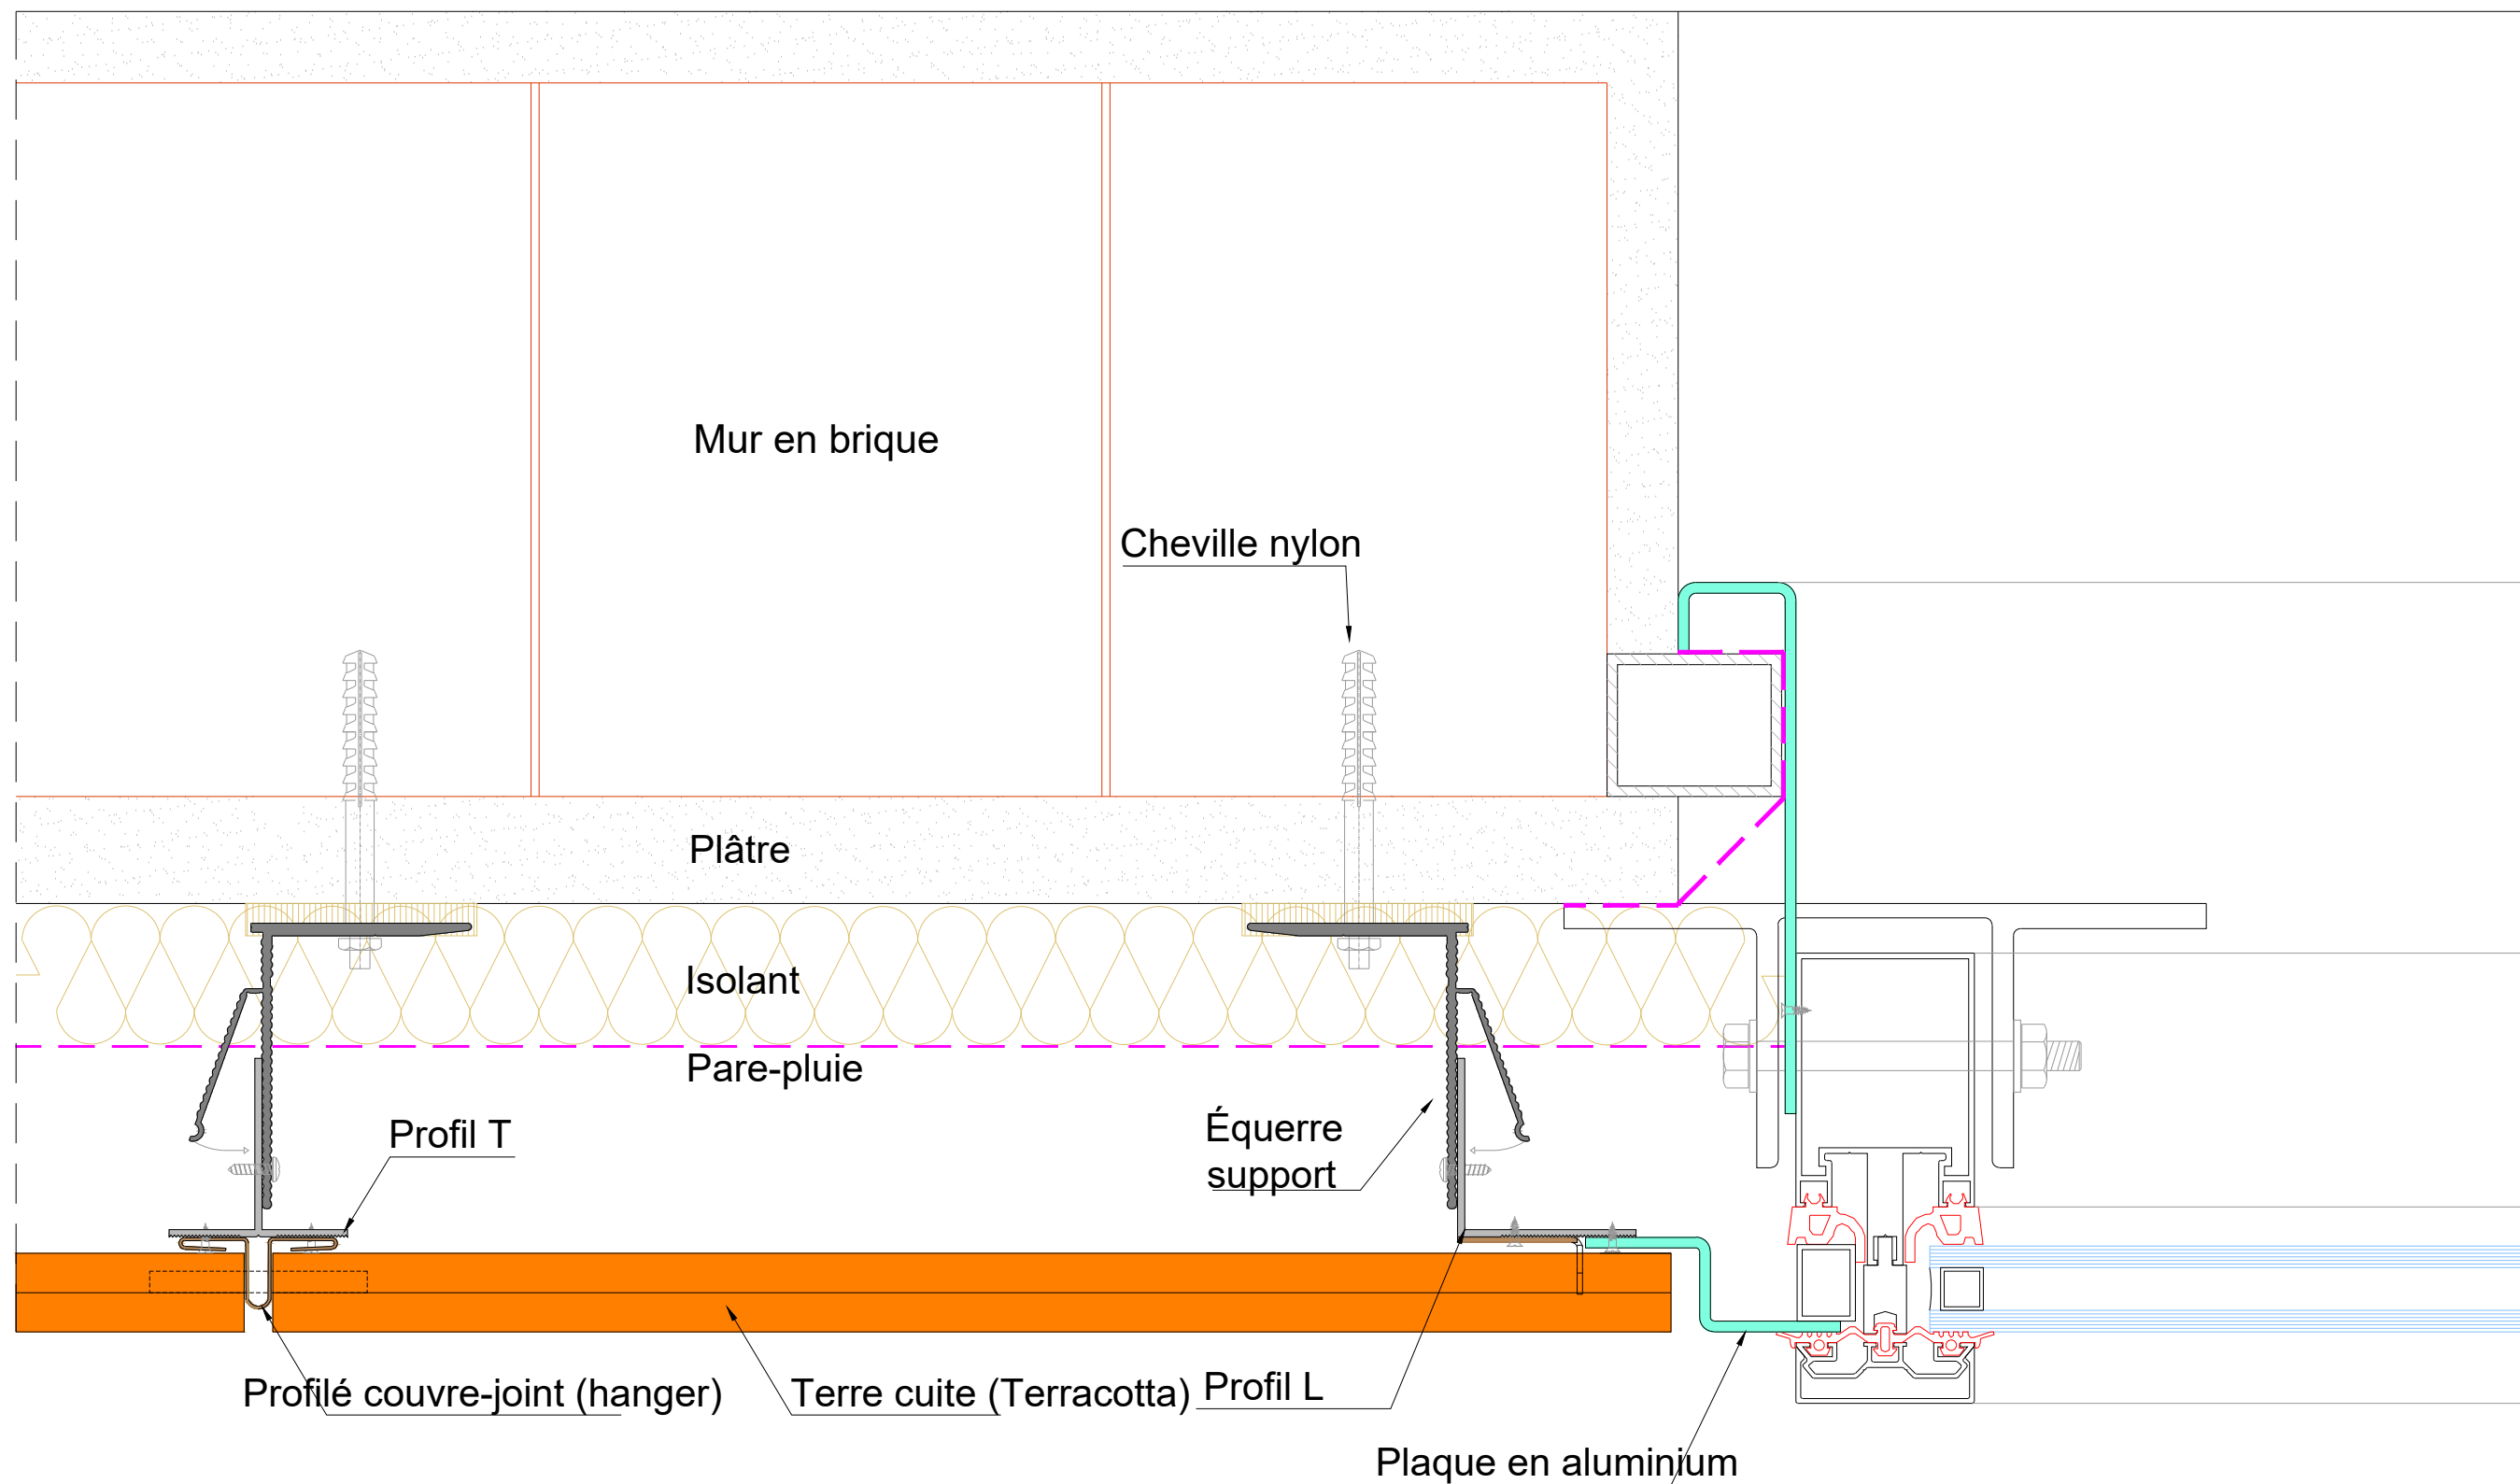 Mur en brique
Cheville nylon
Plâtre
Isolant
Pare-pluie
Profil T
Équerre
support
Profilé couvre-joint (hanger)
Terre cuite (Terracotta)
Profil L
Plaque en aluminium